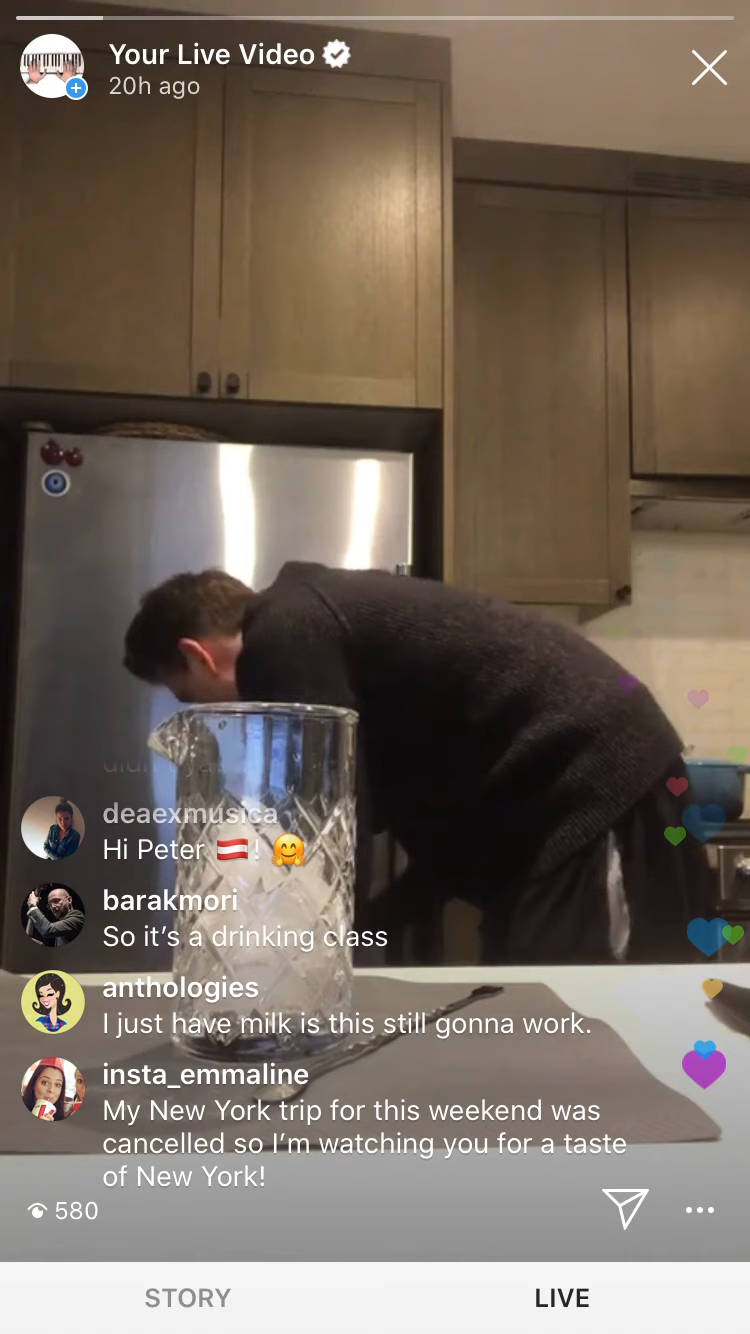 Your Live Video
20h ago
deaexmusica
Hi Peter 🇦🇹! 🤗
barakmori
So it's a drinking class
anthologies
I just have milk is this still gonna work.
insta_emmaline
My New York trip for this weekend was
cancelled so I'm watching you for a taste
of New York!
580
STORY
LIVE